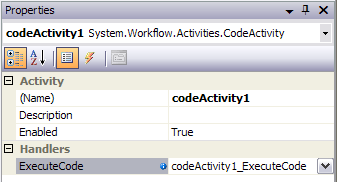 Properties
codeActivity1 System.Workflow.Activities.CodeActivity
Activity
(Name) codeActivity1
Description
Enabled True
Handlers
ExecuteCode codeActivity1_ExecuteCode